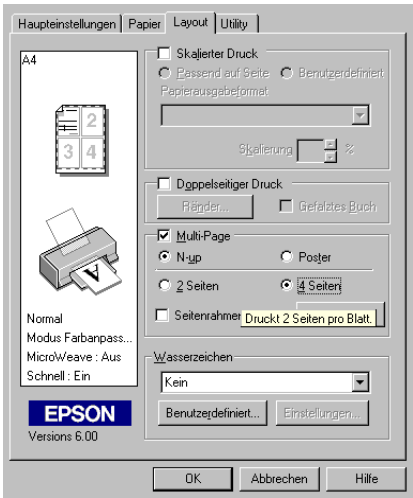 Haupteinstellungen Papier Layout Utility
A4
1 2
3 4
Normal
Modus Farbanpass...
MicroWeave : Aus
Schnell : Ein
EPSON
Versions 6.00
Skalierter Druck
Passend auf Seite Benutzerdefiniert
Papierausgabeformat
Skalierung %
Doppelseitiger Druck
Ränder... Gefalztes Buch
Multi-Page
N-up Poster
2 Seiten 4 Seiten
Seitenrahmen Druckt 2 Seiten pro Blatt.
Wasserzeichen
Kein
Benutzerdefiniert... Einstellungen...
OK Abbrechen Hilfe